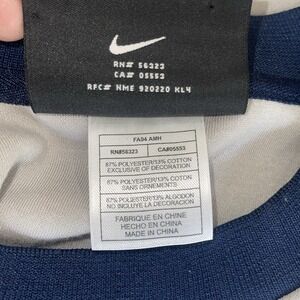 RN# 56323
CA# 05553
RFC# NME 920220 KL4
FA04 AMH
RN#56323 CA#05553
87% POLYESTER/13% COTTON
EXCLUSIVE OF DECORATION
87% POLYESTER/13% COTTON
SANS ORNEMENTS
87% POLIESTER/13% ALGODON
NO INCLUYE LA DECORACION
FABRIQUE EN CHINE
HECHO EN CHINA
MADE IN CHINA